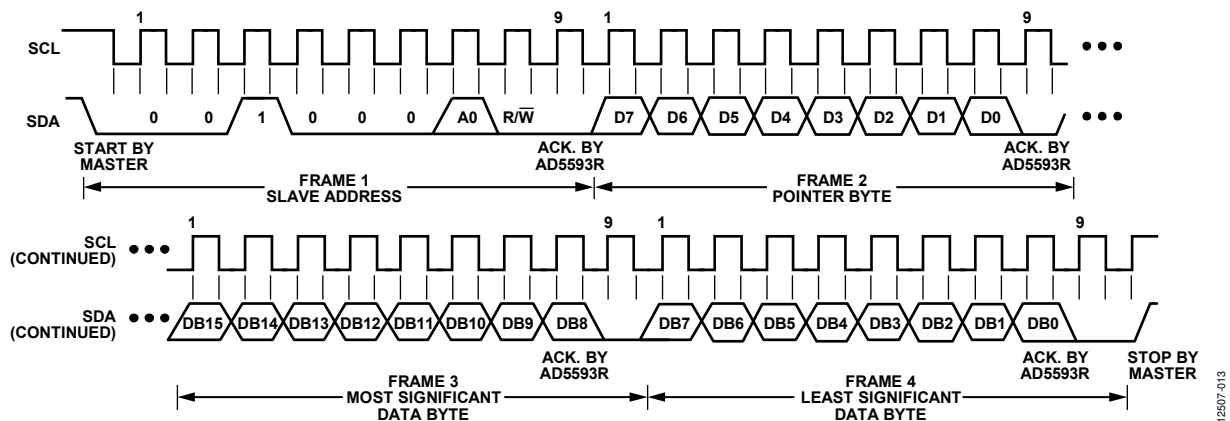 1 9 1 9
SCL
SDA
0 0 1 0 0 0 A0 R/W̅ D7 D6 D5 D4 D3 D2 D1 D0
START BY
MASTER
ACK. BY
AD5593R
ACK. BY
AD5593R
FRAME 1
SLAVE ADDRESS
FRAME 2
POINTER BYTE
1 9 1 9
SCL
(CONTINUED)
SDA
(CONTINUED)
DB15 DB14 DB13 DB12 DB11 DB10 DB9 DB8 DB7 DB6 DB5 DB4 DB3 DB2 DB1 DB0
ACK. BY
AD5593R
ACK. BY
AD5593R
STOP BY
MASTER
FRAME 3
MOST SIGNIFICANT
DATA BYTE
FRAME 4
LEAST SIGNIFICANT
DATA BYTE
12507-013